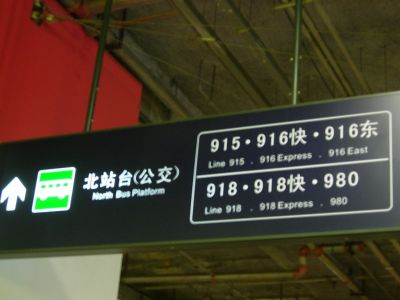 北站台(公交)
North Bus Platform
915·916快·916东
Line 915 . 916 Express . 916 East
918·918快·980
Line 918 . 918 Express . 980